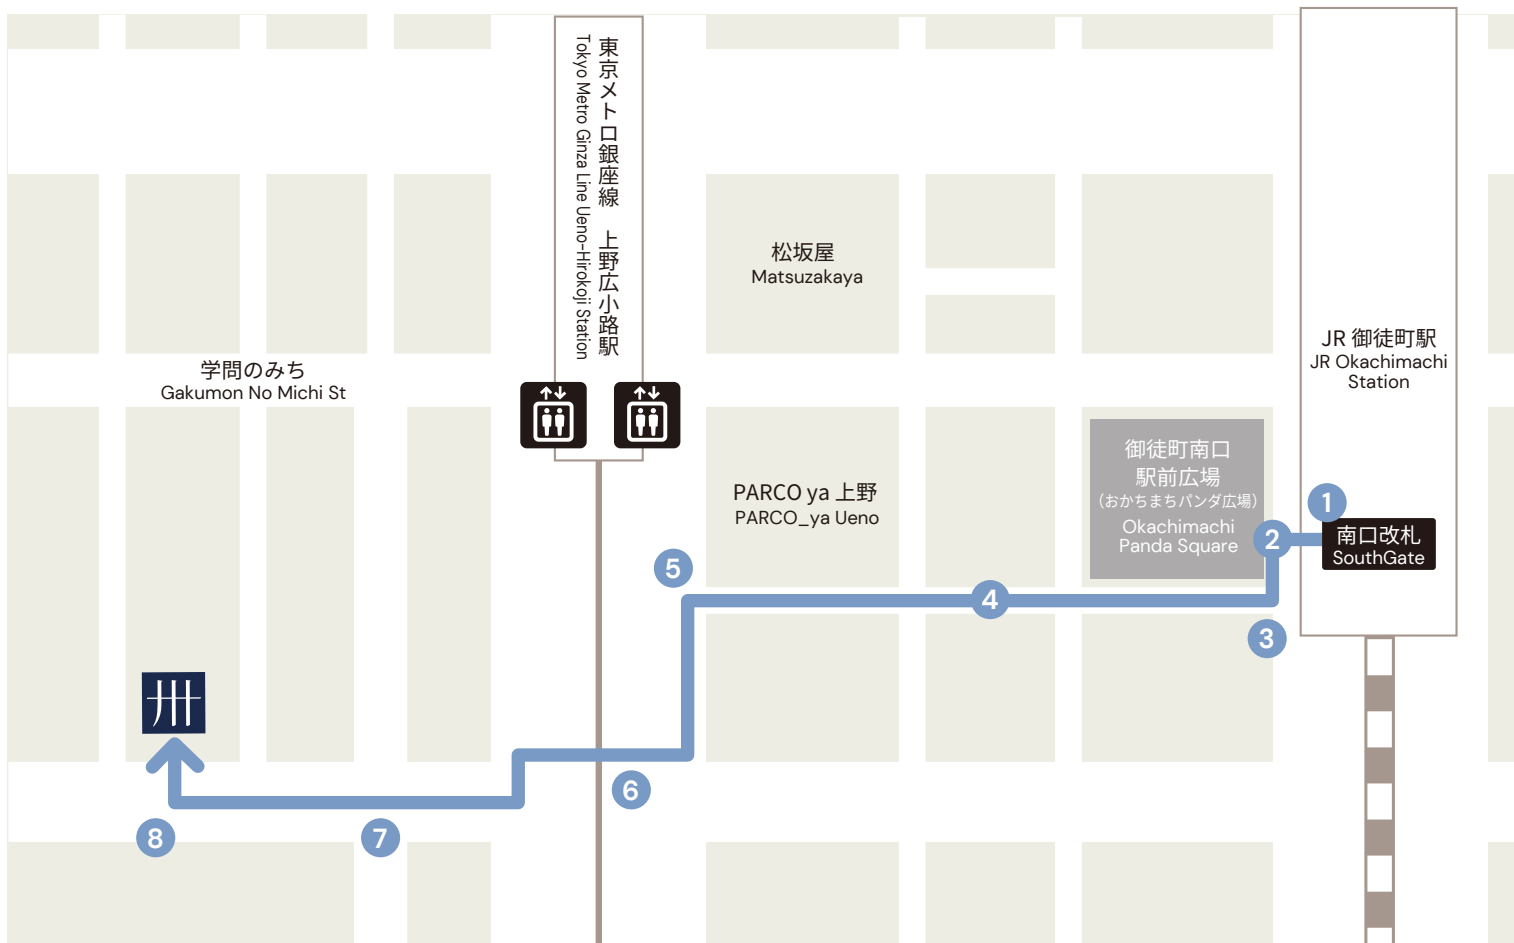 東京メトロ銀座線　上野広小路駅
Tokyo Metro Ginza Line Ueno-Hirokoji Station
松坂屋
Matsuzakaya
JR 御徒町駅
JR Okachimachi
Station
学問のみち
Gakumon No Michi St
御徒町南口
駅前広場
（おかちまちパンダ広場）
Okachimachi
Panda Square
PARCO ya 上野
PARCO_ya Ueno
1
南口改札
SouthGate
2
3
4
5
6
7
8
卅